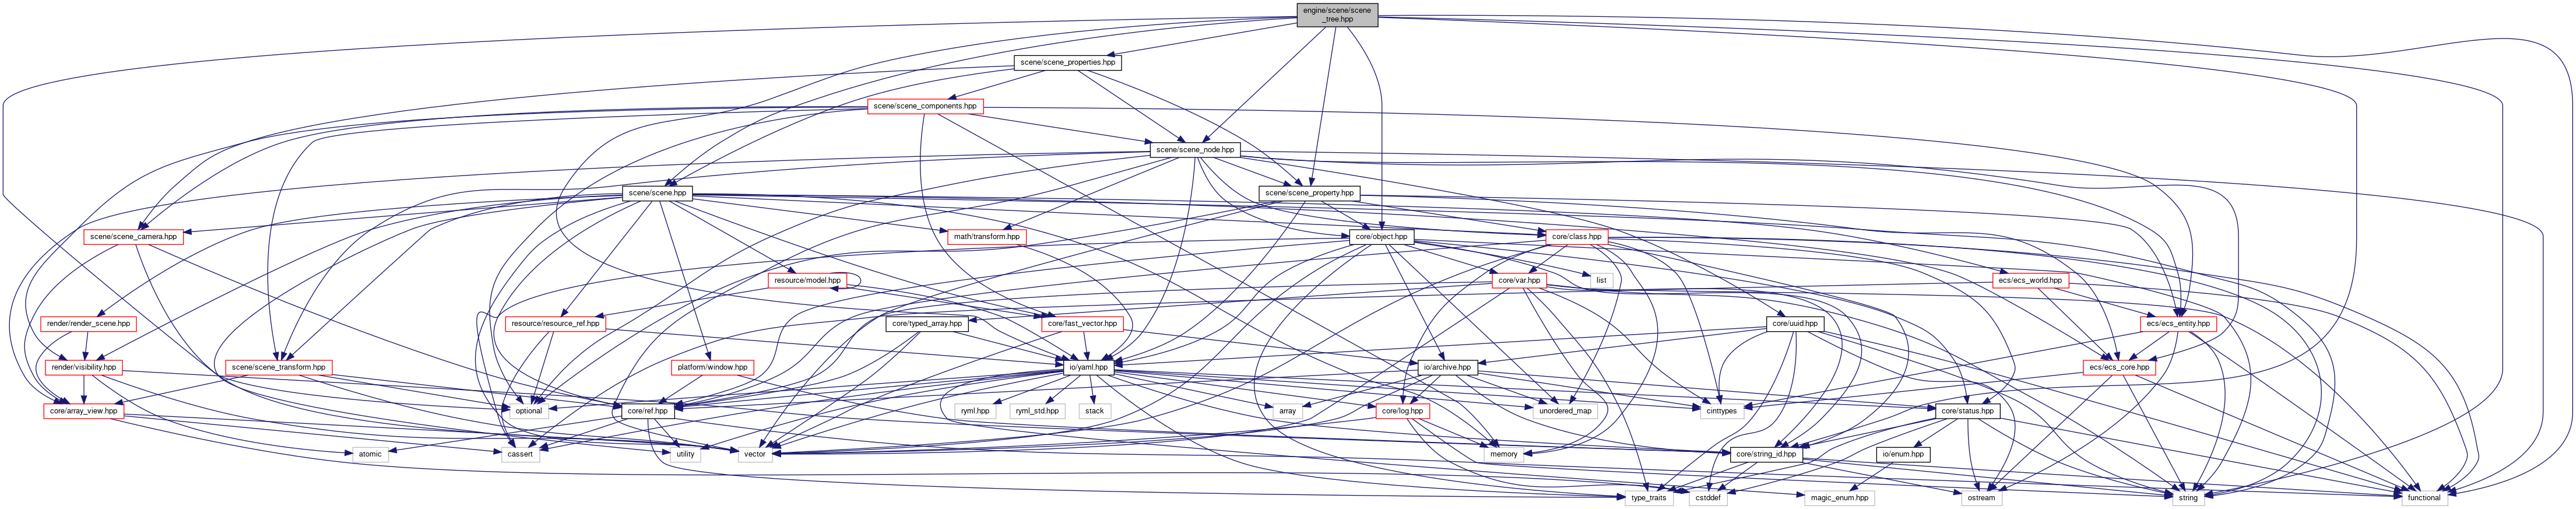 engine/scene/scene
_tree.hpp
scene/scene_properties.hpp
scene/scene_components.hpp
scene/scene_node.hpp
scene/scene.hpp
scene/scene_property.hpp
scene/scene_camera.hpp
math/transform.hpp
core/object.hpp
core/class.hpp
resource/model.hpp
core/var.hpp
list
ecs/ecs_world.hpp
render/render_scene.hpp
resource/resource_ref.hpp
core/fast_vector.hpp
core/typed_array.hpp
core/uuid.hpp
ecs/ecs_entity.hpp
render/visibility.hpp
scene/scene_transform.hpp
platform/window.hpp
io/yaml.hpp
io/archive.hpp
ecs/ecs_core.hpp
core/array_view.hpp
optional
core/ref.hpp
ryml.hpp
ryml_std.hpp
stack
array
core/log.hpp
unordered_map
cinttypes
core/status.hpp
atomic
cassert
utility
vector
memory
core/string_id.hpp
io/enum.hpp
type_traits
cstddef
magic_enum.hpp
ostream
string
functional